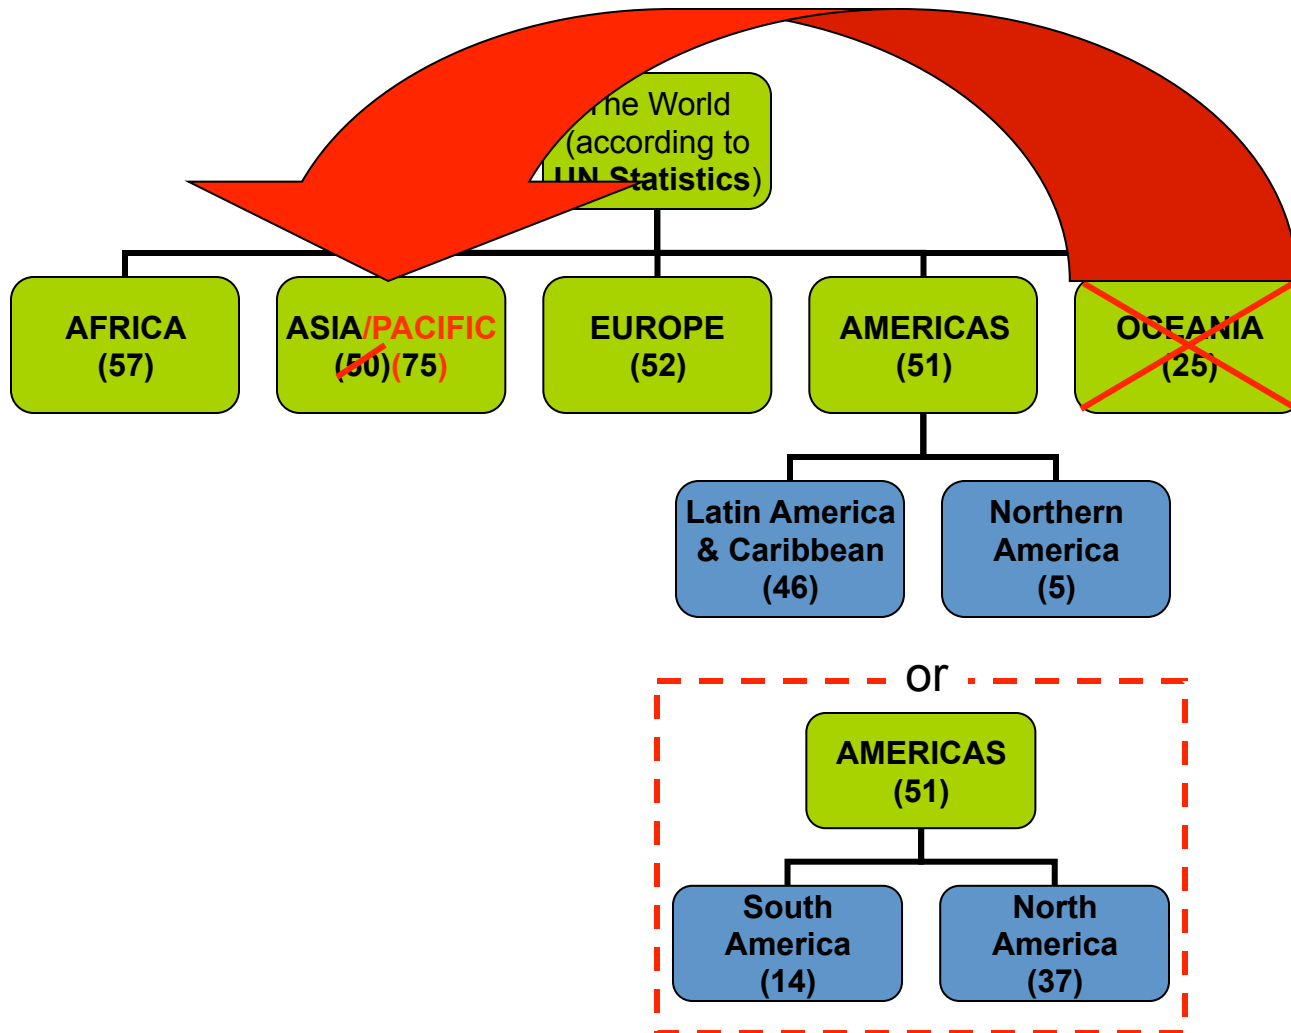 The World
(according to
UN Statistics)
AFRICA
(57)
ASIA/PACIFIC
(50)(75)
EUROPE
(52)
AMERICAS
(51)
OCEANIA
(25)
Latin America
& Caribbean
(46)
Northern
America
(5)
or
AMERICAS
(51)
South
America
(14)
North
America
(37)